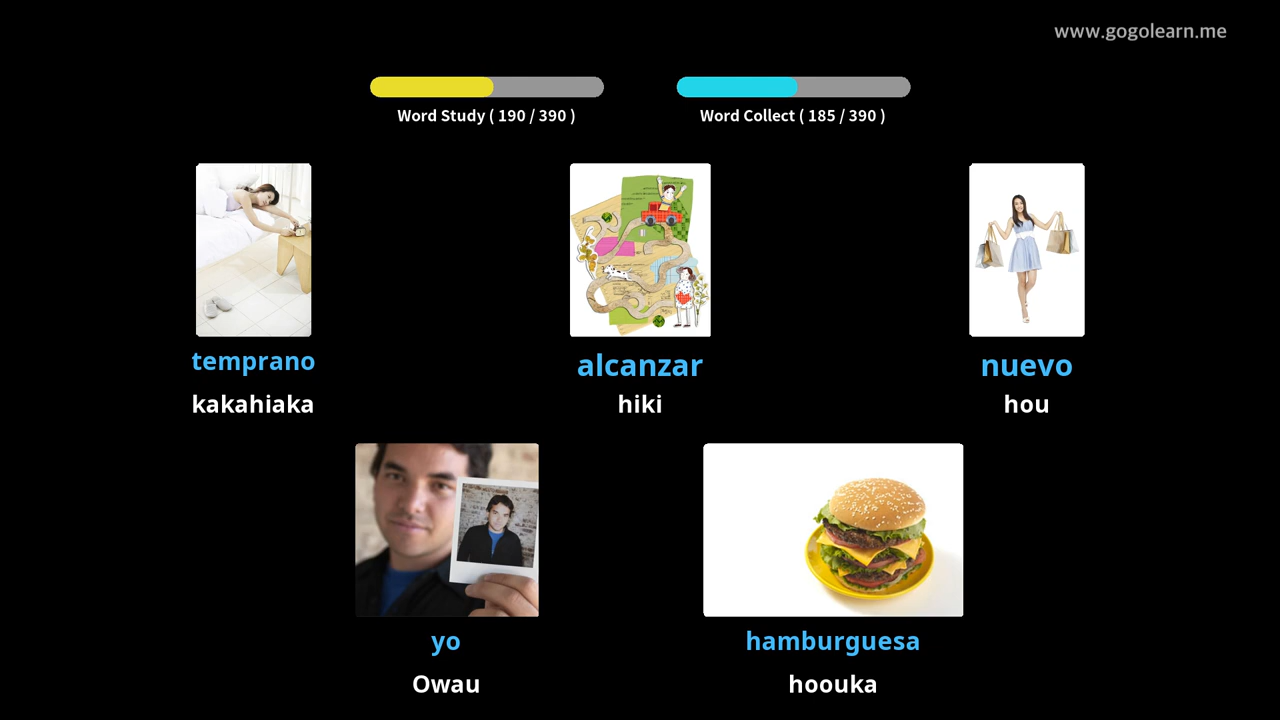 www.gogolearn.me
Word Study ( 190 / 390 )
Word Collect ( 185 / 390 )
temprano
kakahiaka
alcanzar
hiki
nuevo
hou
yo
Owau
hamburguesa
hoouka